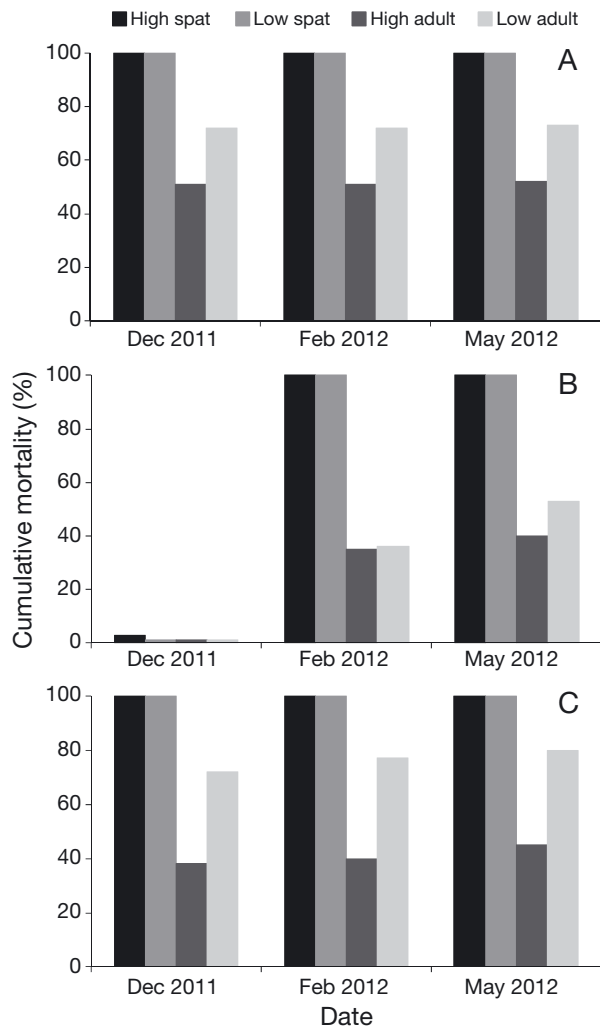 High spat Low spat High adult Low adult
A
100
80
60
40
20
0
Dec 2011 Feb 2012 May 2012
B
100
80
60
40
20
0
Dec 2011 Feb 2012 May 2012
C
100
80
60
40
20
0
Dec 2011 Feb 2012 May 2012
Date
Cumulative mortality (%)